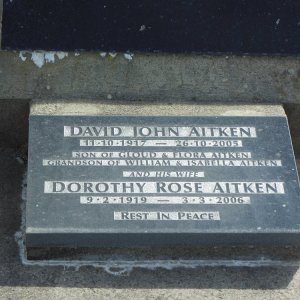 DAVID JOHN AITKEN
11·10·1917 — 26·10·2005
SON OF CLOUD & FLORA AITKEN
GRANDSON OF WILLIAM & ISABELLA AITKEN
AND HIS WIFE
DOROTHY ROSE AITKEN
9·2·1919 — 3·3·2006
REST IN PEACE